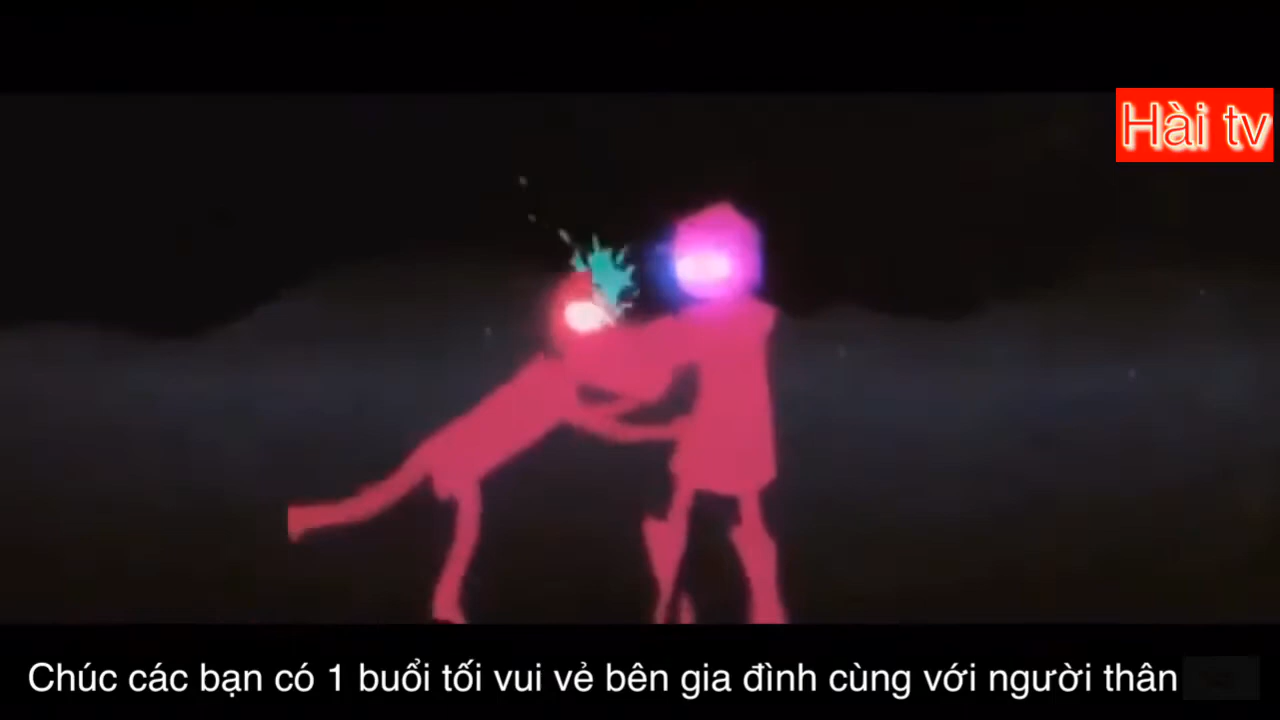 Hài tv
Chúc các bạn có 1 buổi tối vui vẻ bên gia đình cùng với người thân